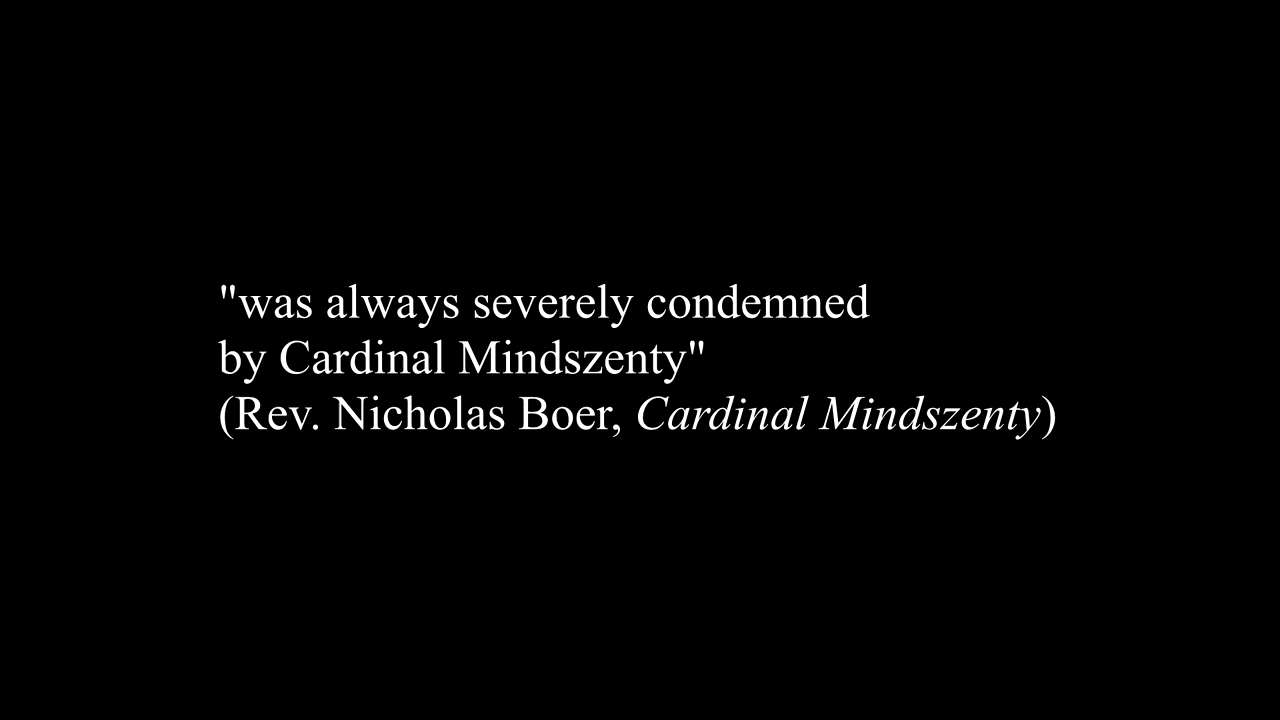 "was always severely condemned
by Cardinal Mindszenty"
(Rev. Nicholas Boer, Cardinal Mindszenty)